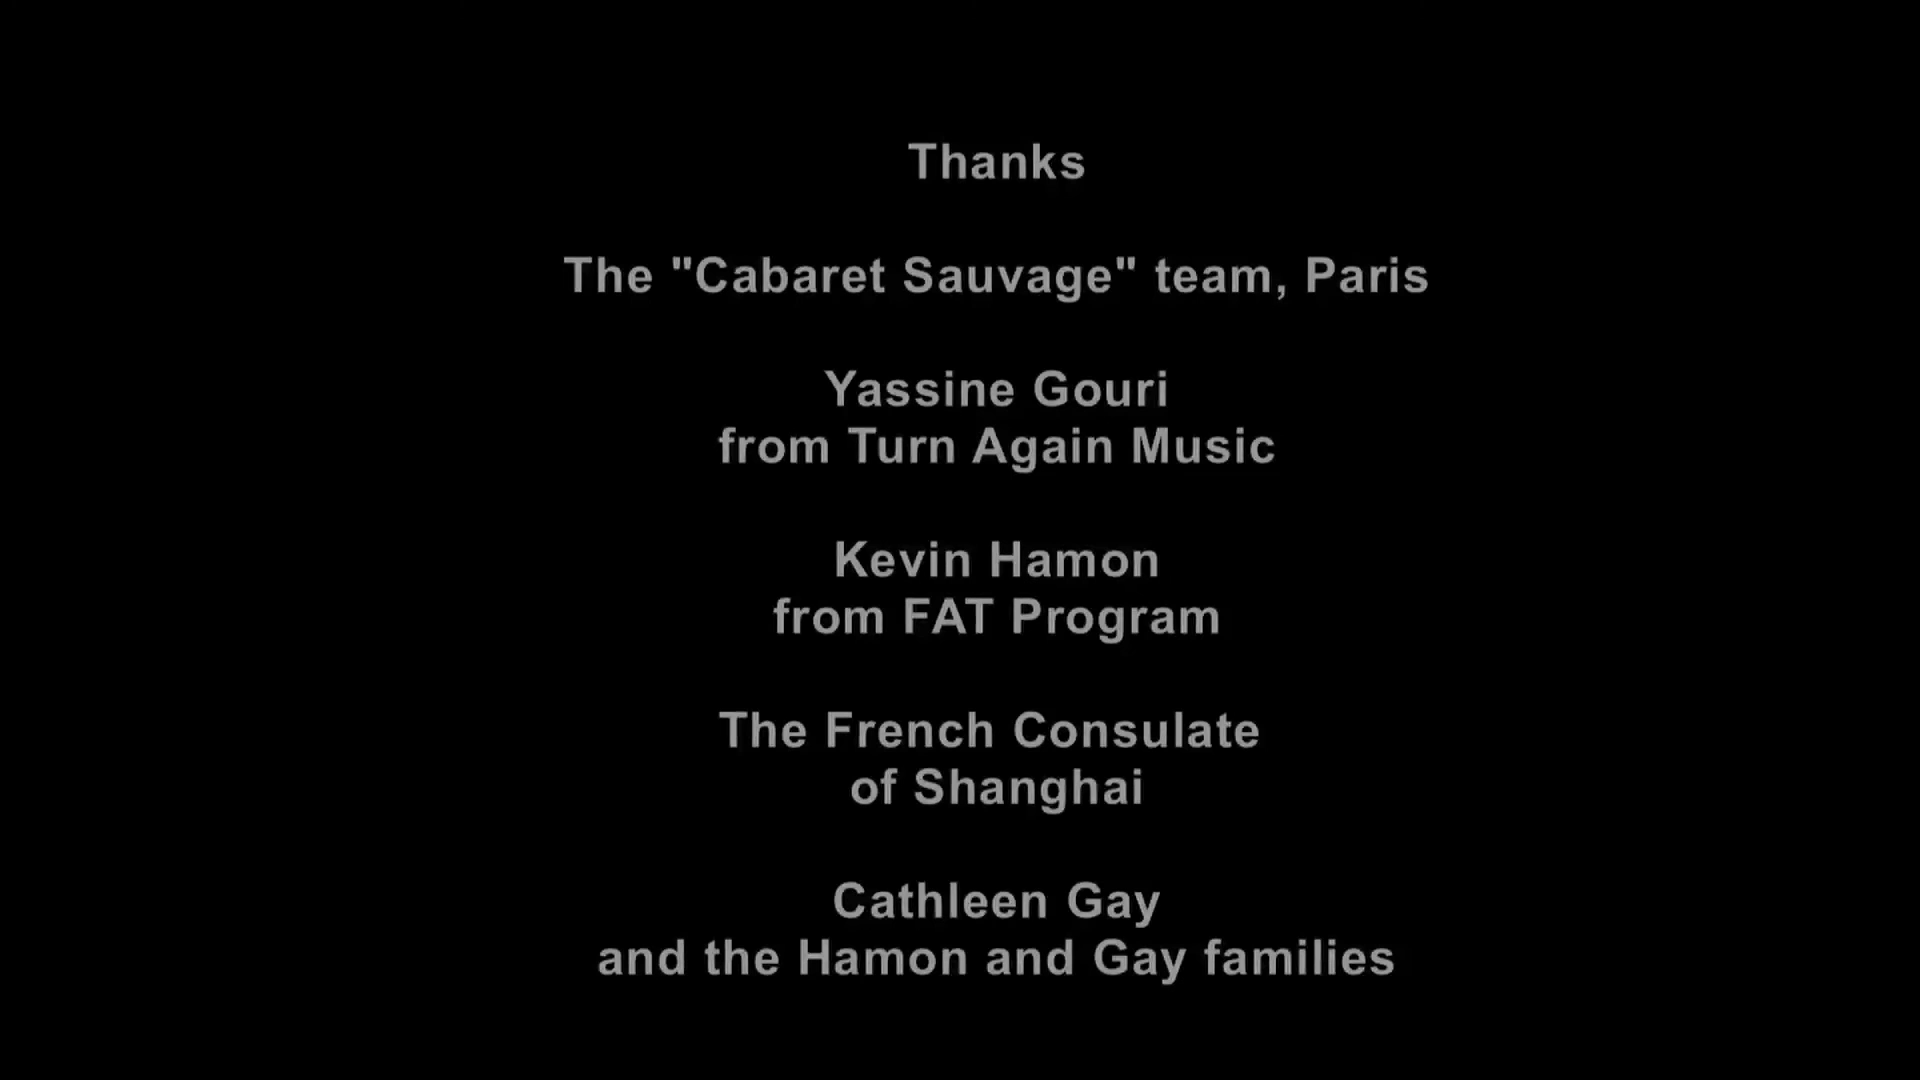 Thanks
The "Cabaret Sauvage" team, Paris
Yassine Gouri
from Turn Again Music
Kevin Hamon
from FAT Program
The French Consulate
of Shanghai
Cathleen Gay
and the Hamon and Gay families